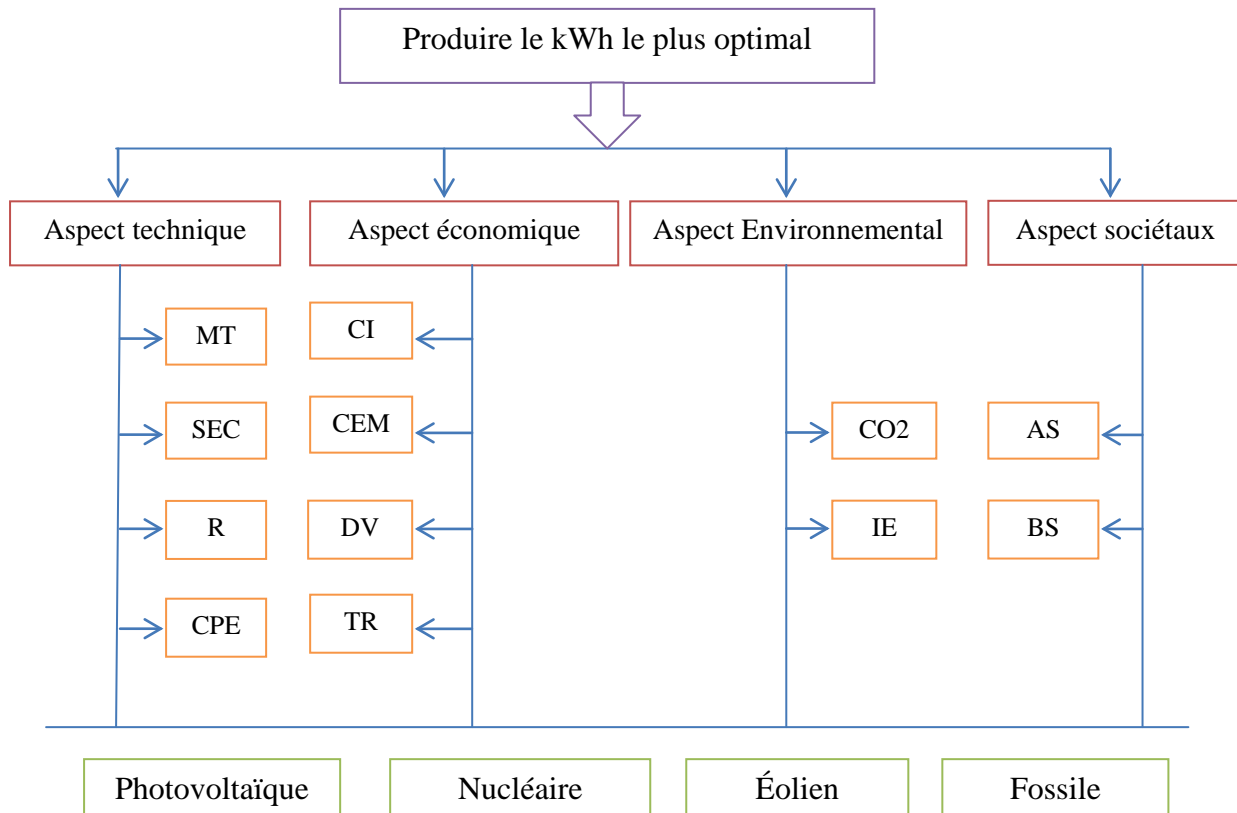 Produire le kWh le plus optimal
Aspect technique
Aspect économique
Aspect Environnemental
Aspect sociétaux
MT
CI
SEC
CEM
CO2
AS
R
DV
IE
BS
CPE
TR
Photovoltaïque
Nucléaire
Éolien
Fossile